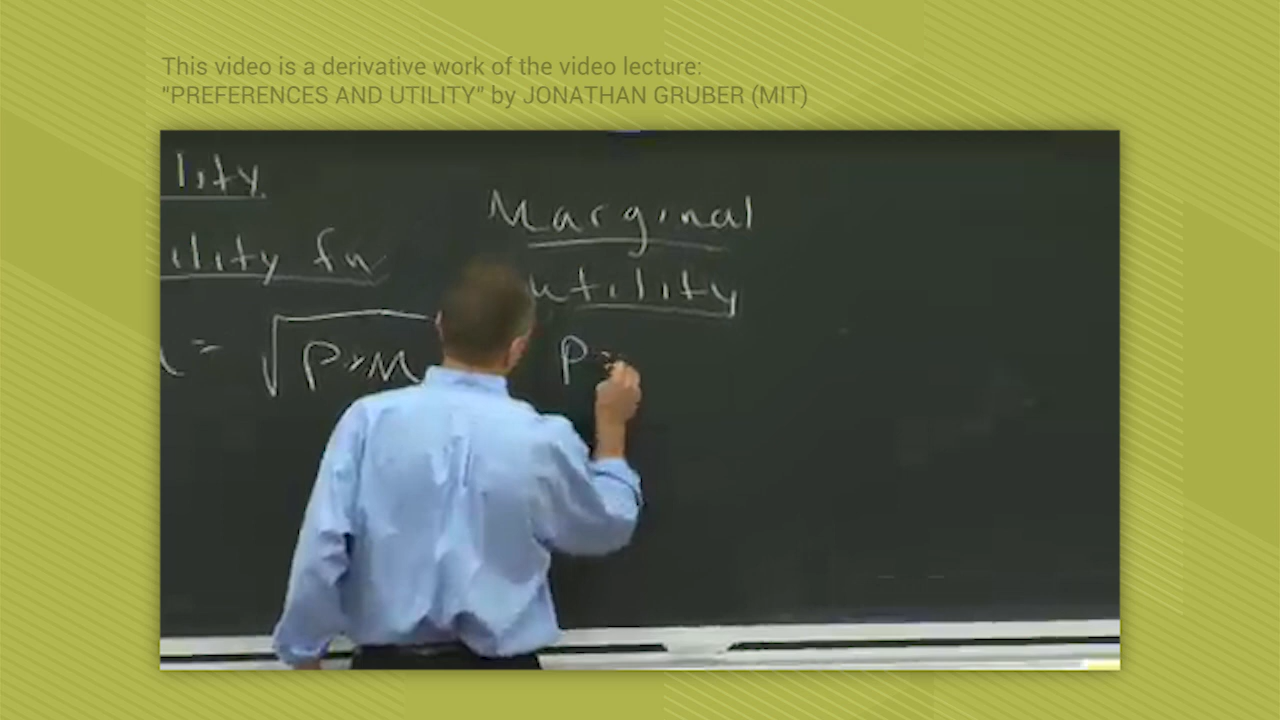 This video is a derivative work of the video lecture:
"PREFERENCES AND UTILITY" by JONATHAN GRUBER (MIT)
lity.
ility fn
= √P*M
Marginal
utility
P=